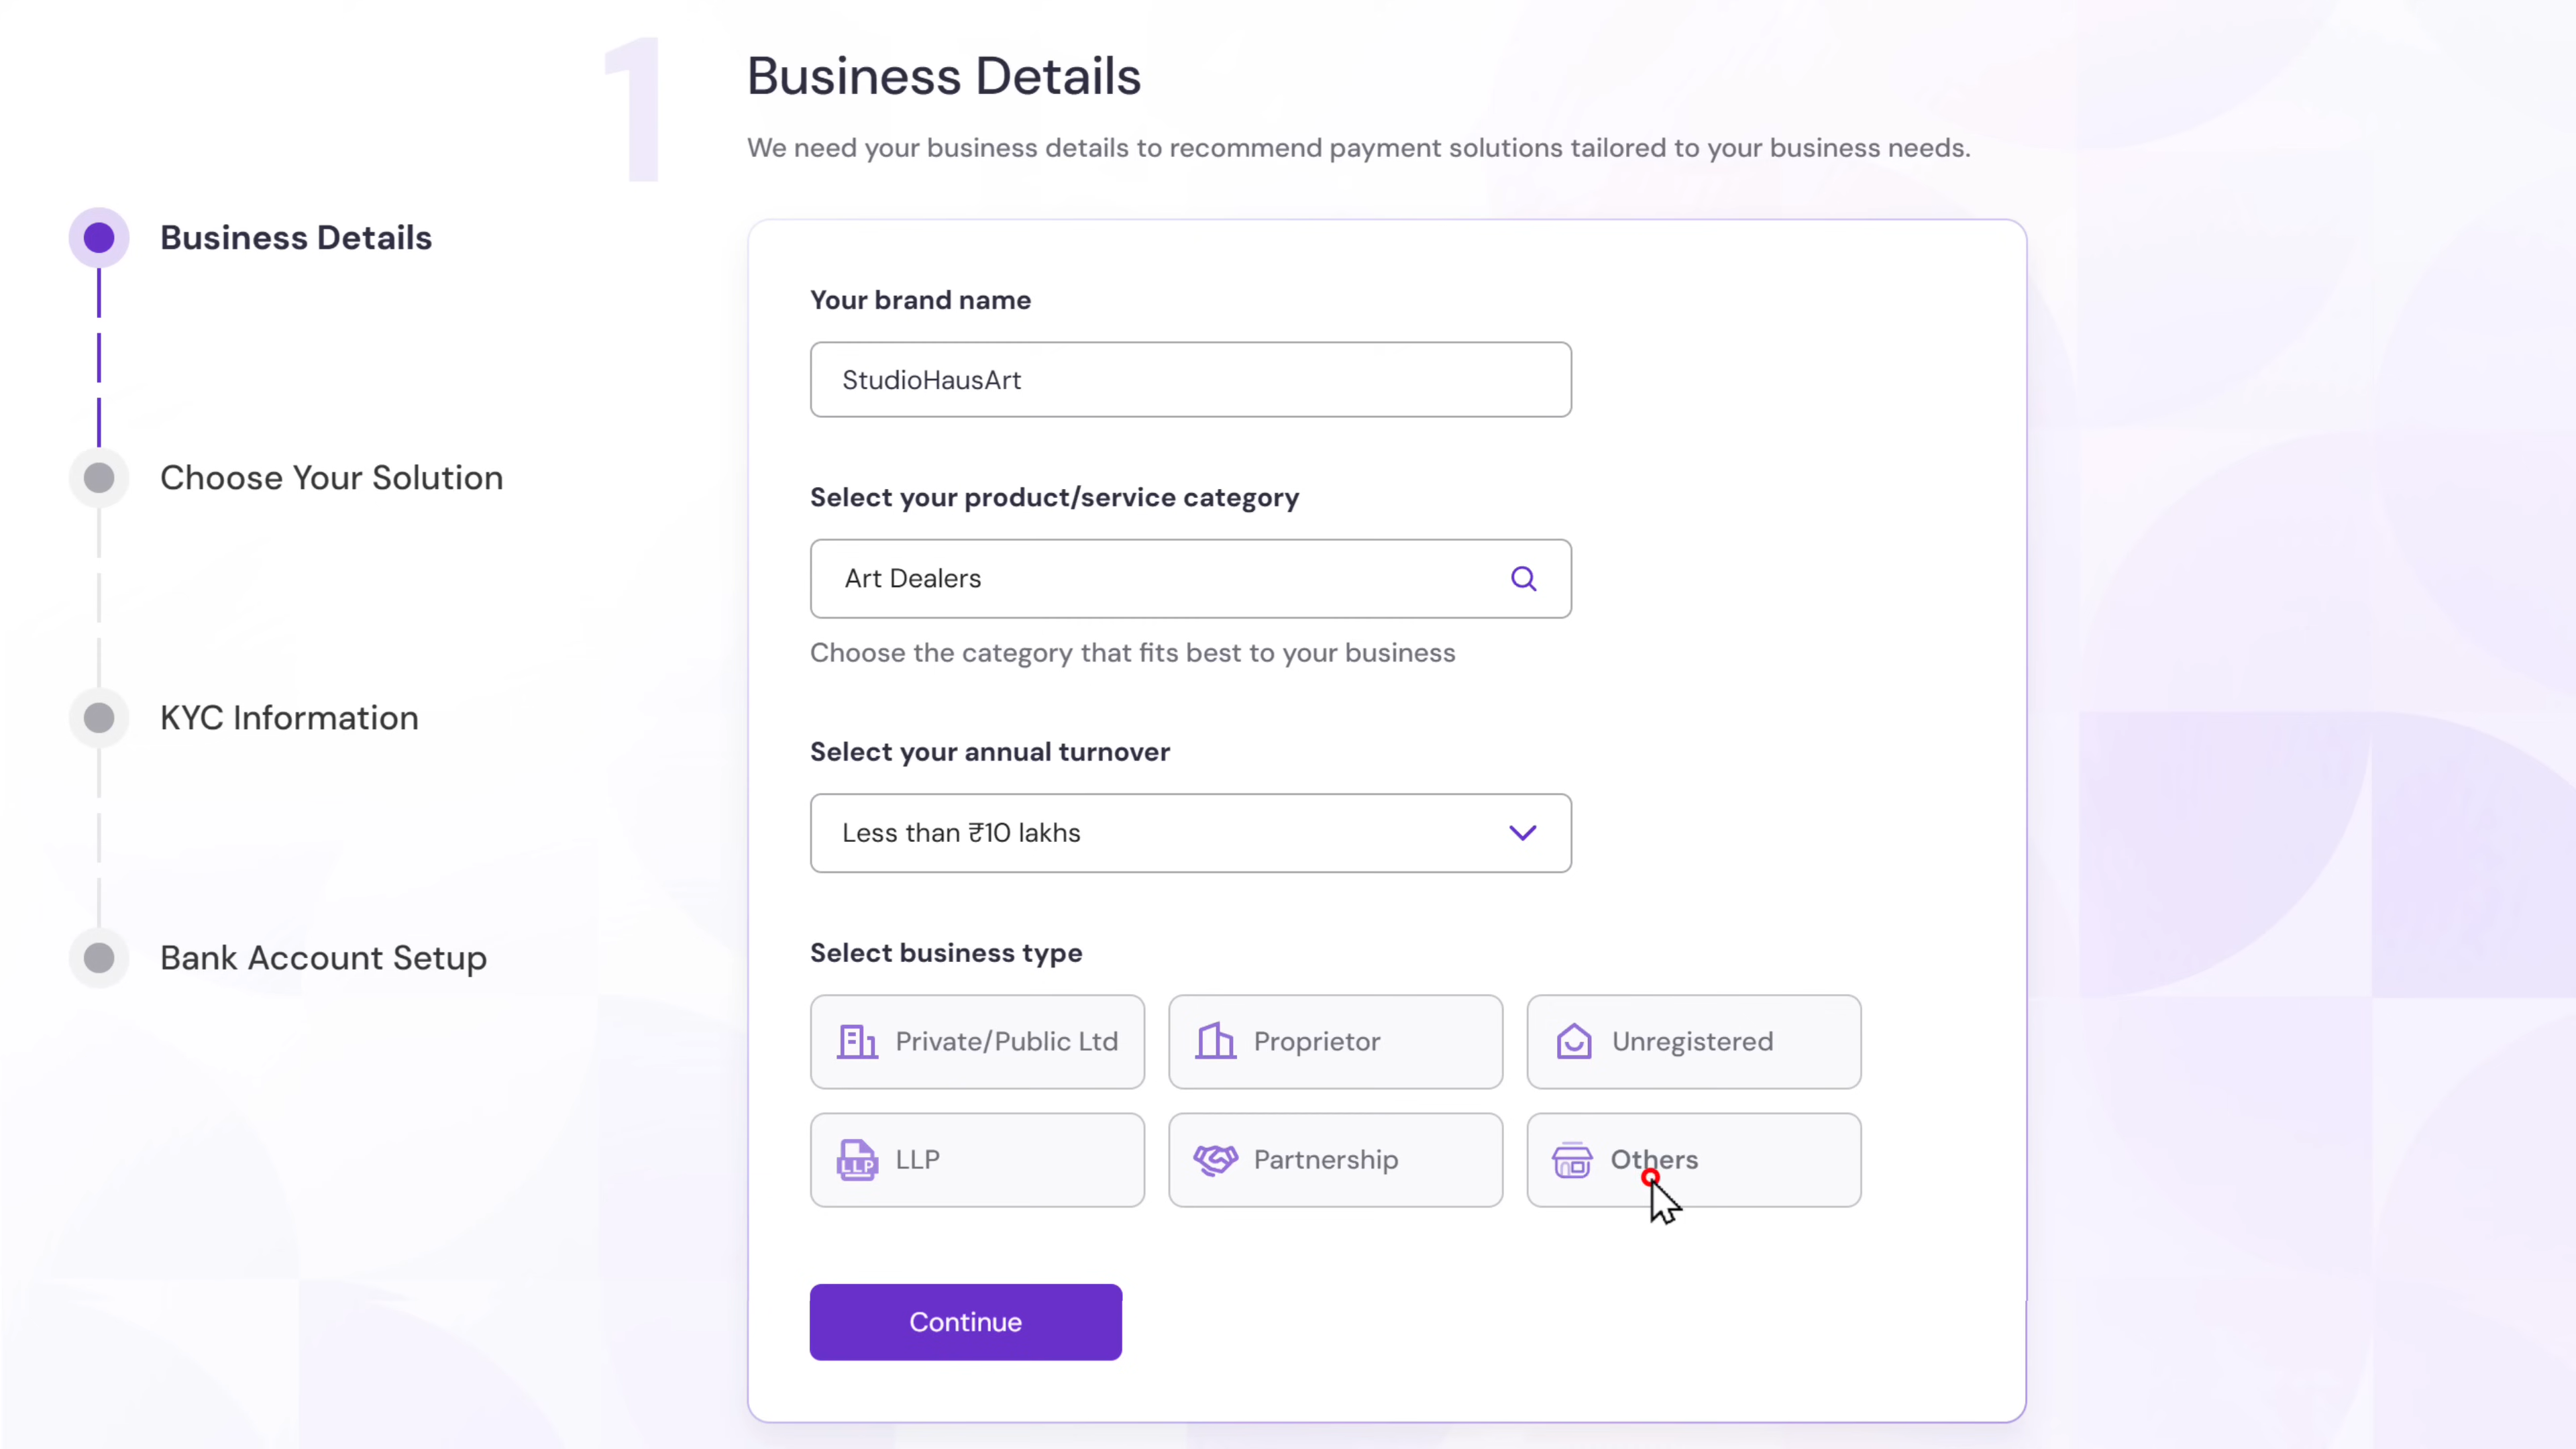 1
Business Details
We need your business details to recommend payment solutions tailored to your business needs.
Business Details
Choose Your Solution
KYC Information
Bank Account Setup
Your brand name
StudioHausArt
Select your product/service category
Art Dealers
Choose the category that fits best to your business
Select your annual turnover
Less than ₹10 lakhs
Select business type
Private/Public Ltd
Proprietor
Unregistered
LLP LLP
Partnership
Others
Continue